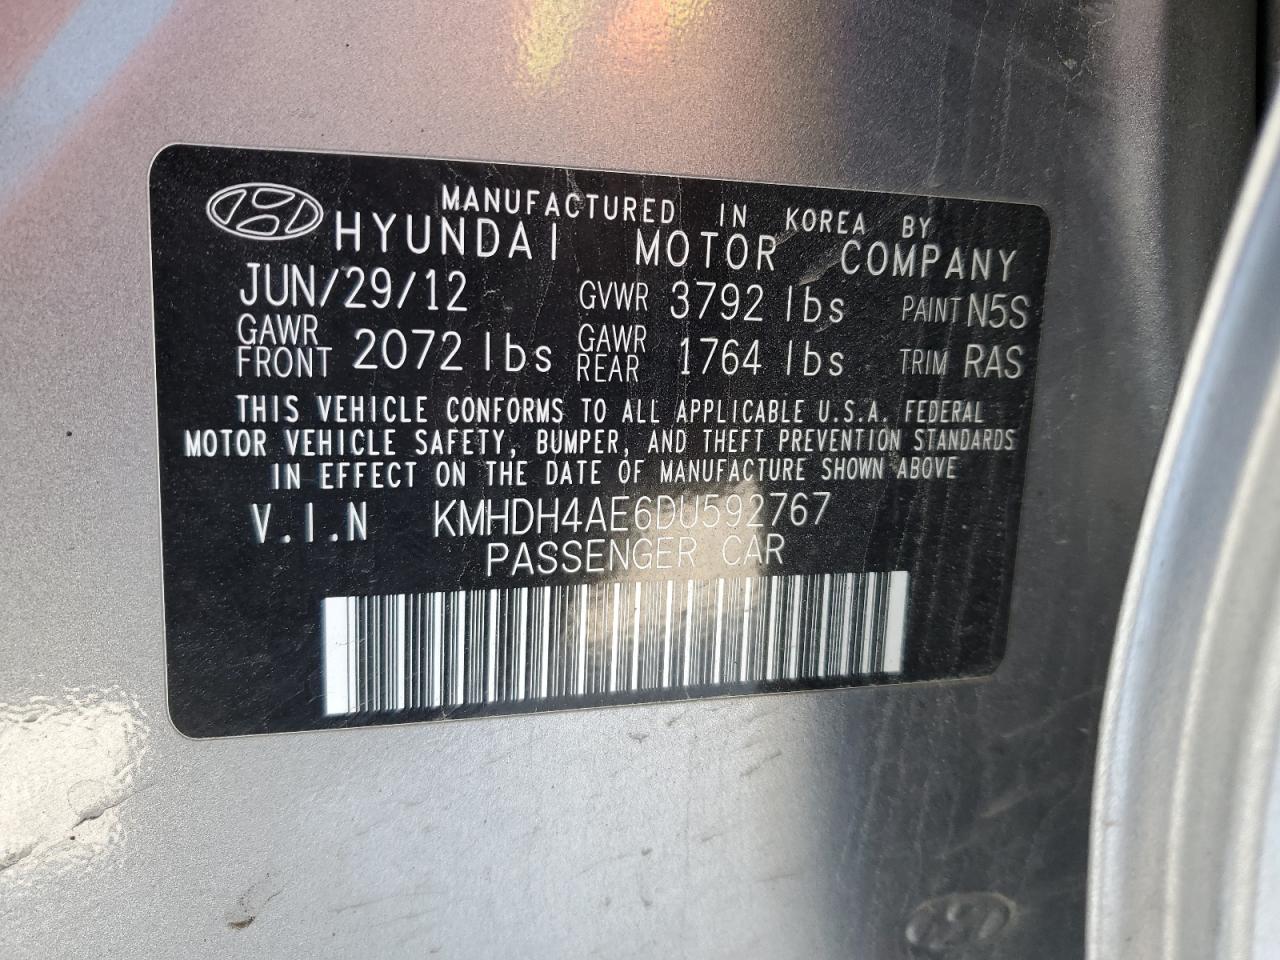 MANUFACTURED IN KOREA BY
HYUNDAI MOTOR COMPANY
JUN/29/12 GVWR 3792 lbs PAINT N5S
GAWR FRONT 2072 lbs GAWR REAR 1764 lbs TRIM RAS
THIS VEHICLE CONFORMS TO ALL APPLICABLE U.S.A. FEDERAL
MOTOR VEHICLE SAFETY, BUMPER, AND THEFT PREVENTION STANDARDS
IN EFFECT ON THE DATE OF MANUFACTURE SHOWN ABOVE
V.I.N KMHDH4AE6DU592767
PASSENGER CAR